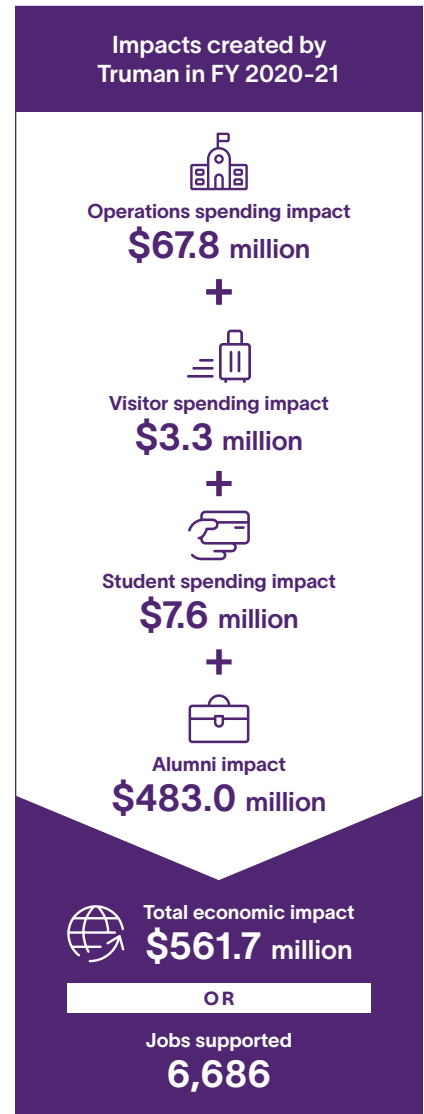 Impacts created by
Truman in FY 2020-21
Operations spending impact
$67.8 million
+
Visitor spending impact
$3.3 million
+
Student spending impact
$7.6 million
+
Alumni impact
$483.0 million
Total economic impact
$561.7 million
OR
Jobs supported
6,686